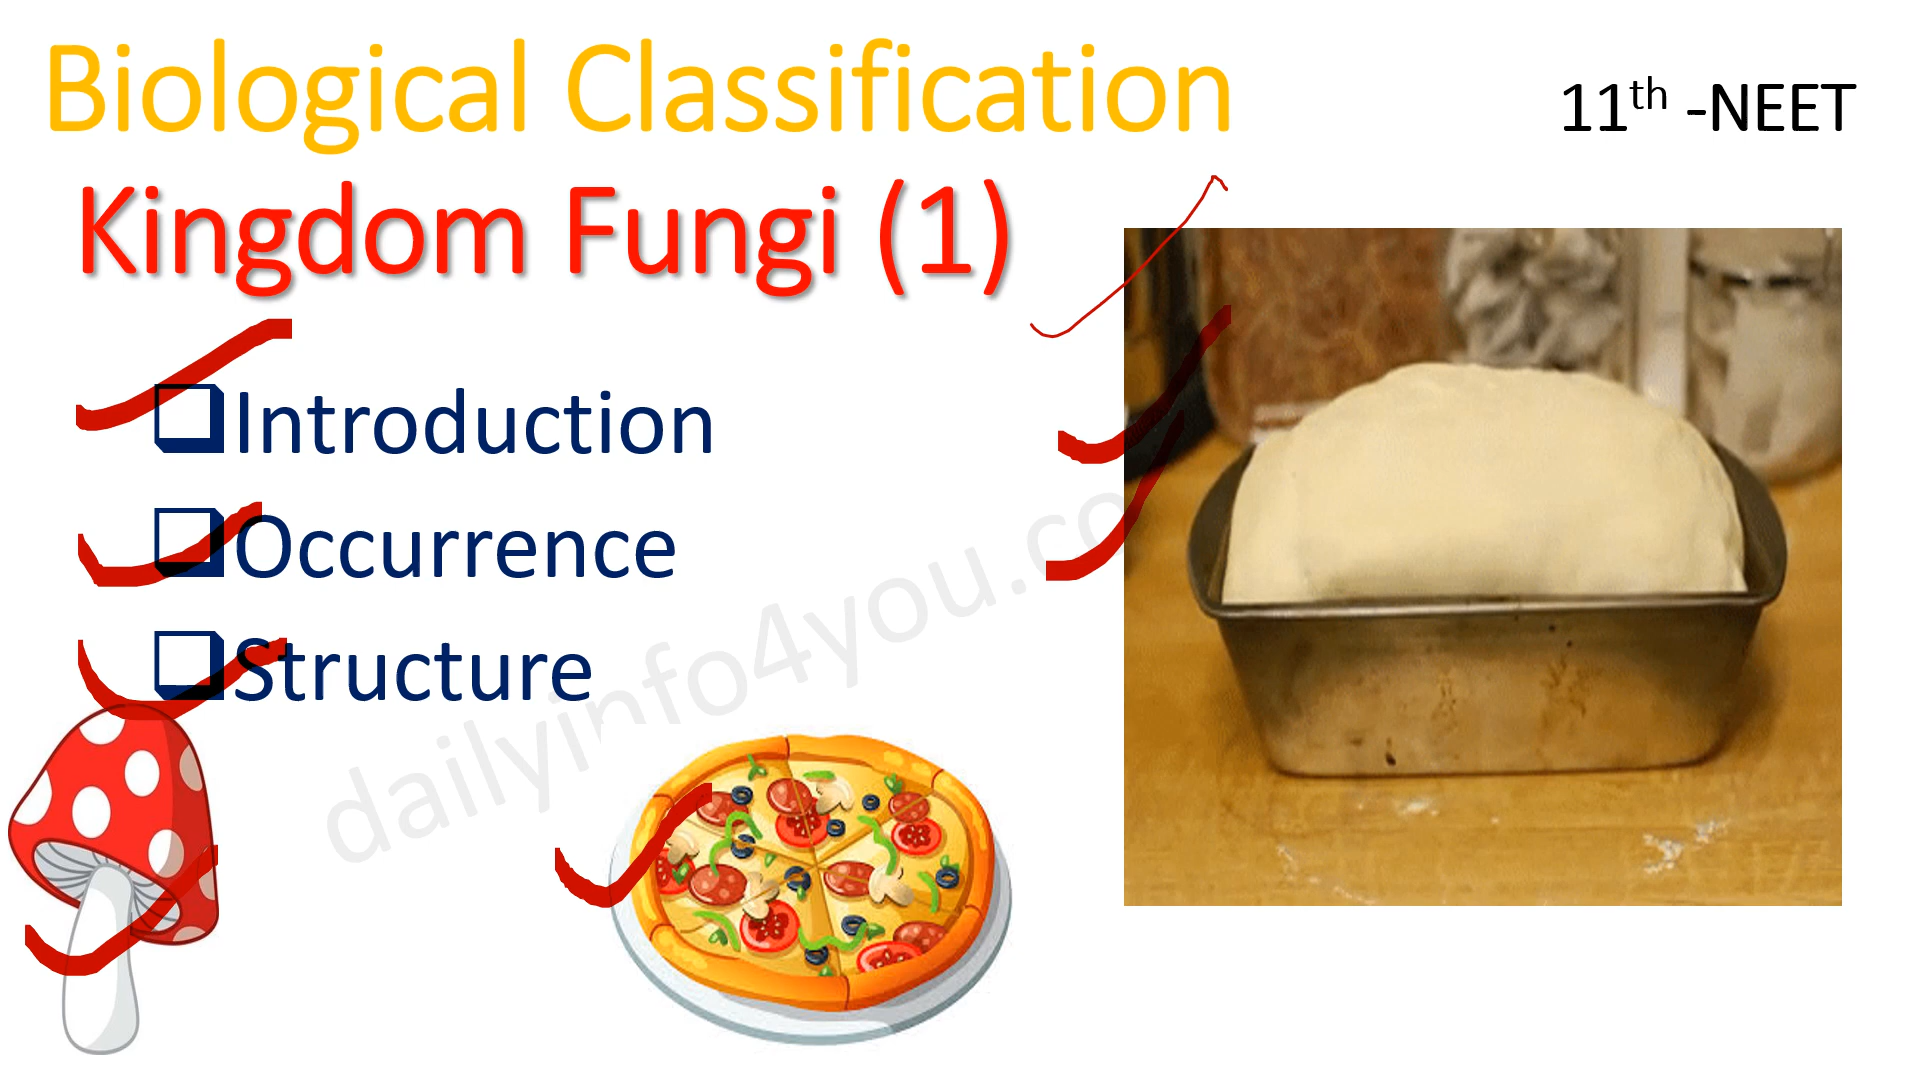 Biological Classification
11th -NEET
Kingdom Fungi (1)
Introduction
Occurrence
Structure
dailyinfo4you.co